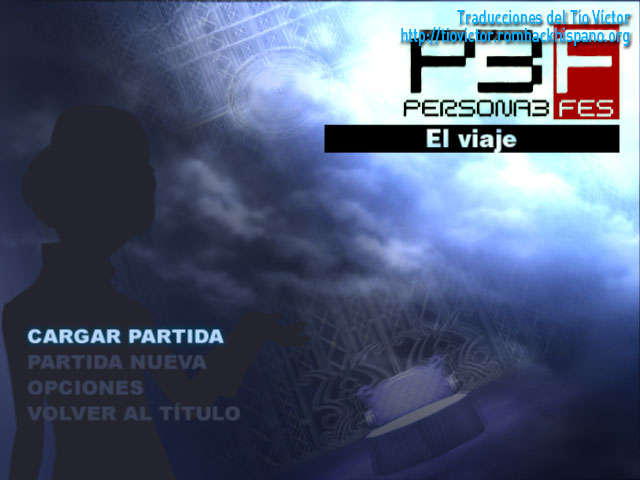 Traducciones del Tío Víctor
http://tiovictor.romhackhispano.org
P3F
PERSONA3 FES
El viaje
CARGAR PARTIDA
PARTIDA NUEVA
OPCIONES
VOLVER AL TÍTULO